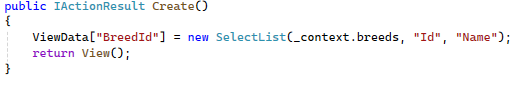 public IActionResult Create()
{
    ViewData["BreedId"] = new SelectList(_context.breeds, "Id", "Name");
    return View();
}